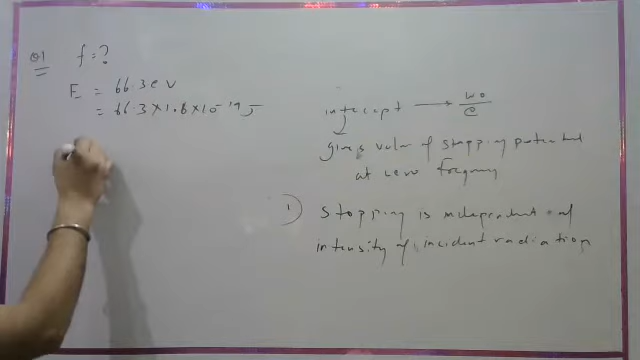 Q1 f = ?
E = 66.3 eV
= 66.3 × 1.6 × 10^-19 J
intercept → W0/e
gives value of stopping potential
at zero frequency
1) Stopping is independent of
intensity of incident radiation